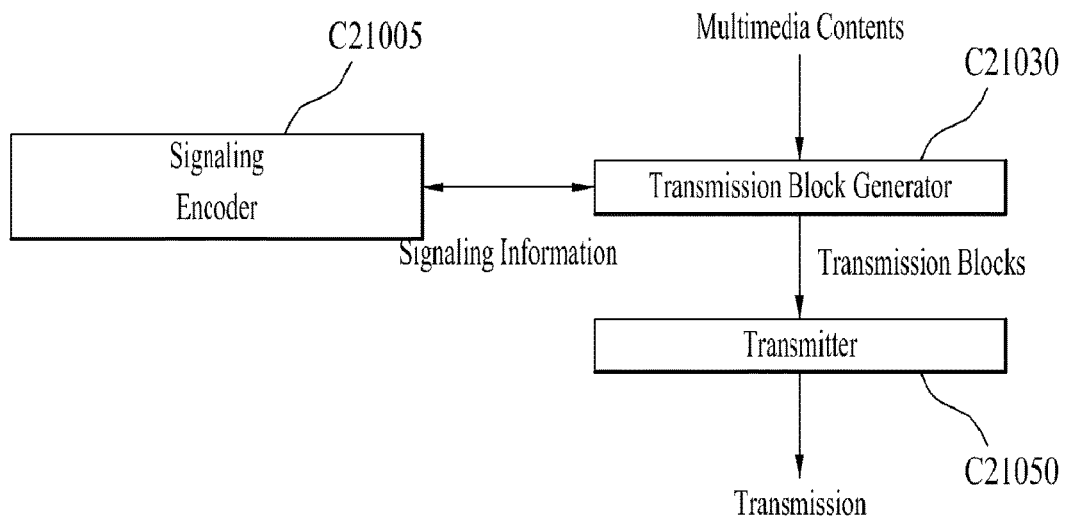 C21005
Multimedia Contents
C21030
Signaling
Encoder
Transmission Block Generator
Signaling Information
Transmission Blocks
Transmitter
C21050
Transmission